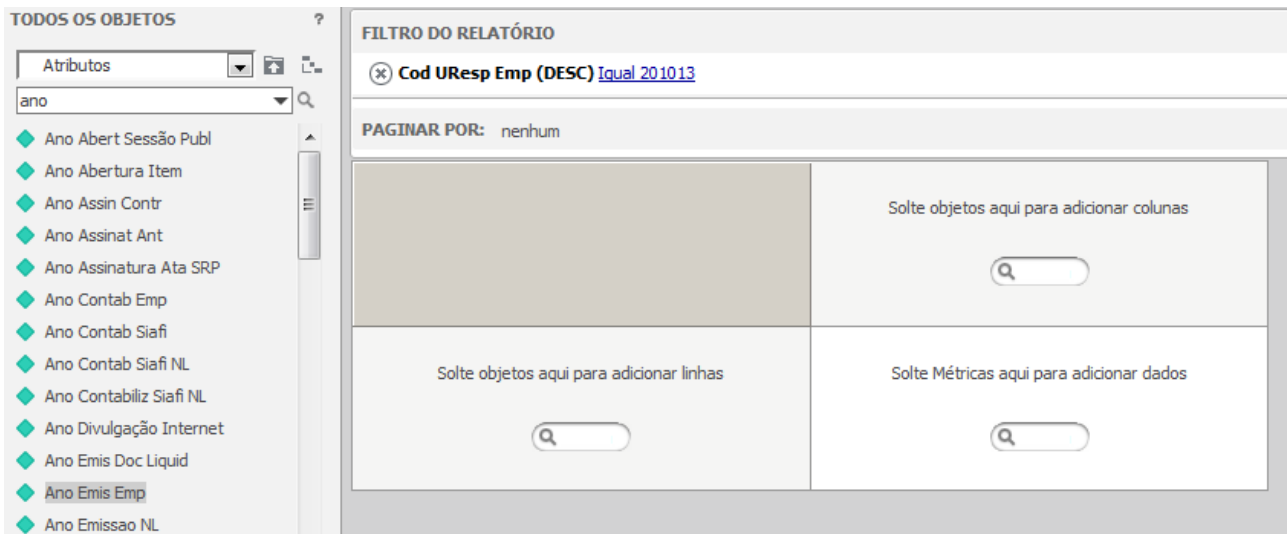 TODOS OS OBJETOS ?
Atributos
ano
Ano Abert Sessão Publ
Ano Abertura Item
Ano Assin Contr
Ano Assinat Ant
Ano Assinatura Ata SRP
Ano Contab Emp
Ano Contab Siafi
Ano Contab Siafi NL
Ano Contabiliz Siafi NL
Ano Divulgação Internet
Ano Emis Doc Liquid
Ano Emis Emp
Ano Emissao NL
FILTRO DO RELATÓRIO
Cod UResp Emp (DESC) Igual 201013
PAGINAR POR: nenhum
Solte objetos aqui para adicionar colunas
Solte objetos aqui para adicionar linhas
Solte Métricas aqui para adicionar dados